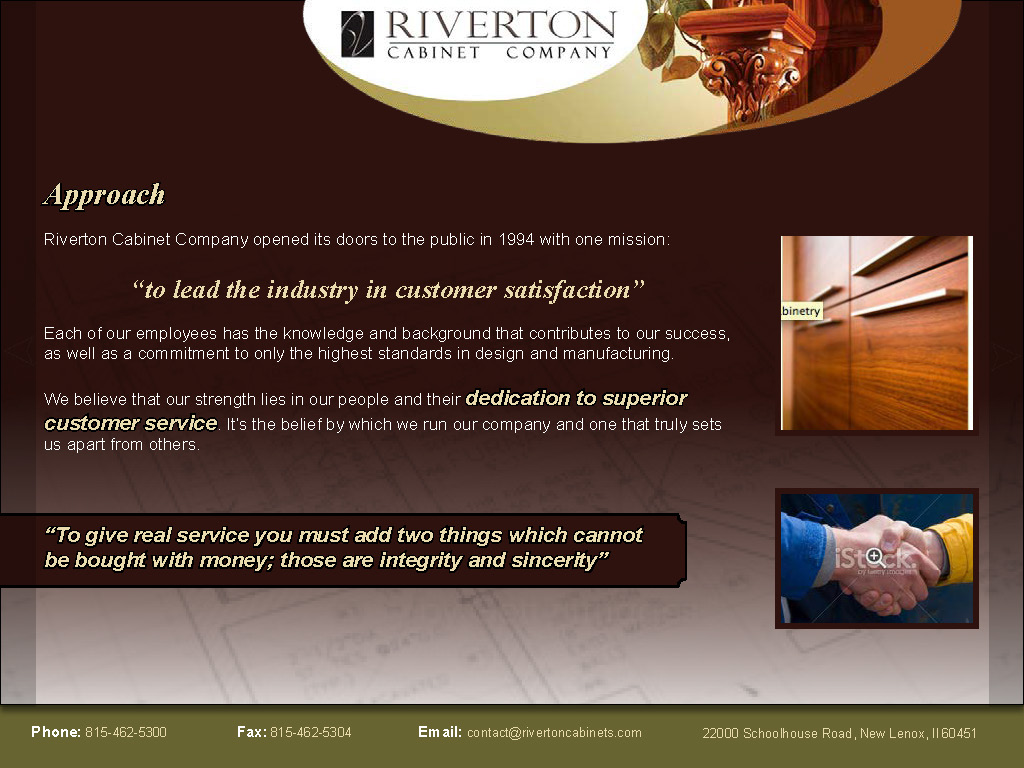 RIVERTON
CABINET COMPANY
Approach
Riverton Cabinet Company opened its doors to the public in 1994 with one mission:
“to lead the industry in customer satisfaction”
Each of our employees has the knowledge and background that contributes to our success,
as well as a commitment to only the highest standards in design and manufacturing.
binetry
We believe that our strength lies in our people and their dedication to superior
customer service. It's the belief by which we run our company and one that truly sets
us apart from others.
“To give real service you must add two things which cannot
be bought with money; those are integrity and sincerity”
iStock.
by Getty Images
Phone: 815-462-5300 Fax: 815-462-5304 Email: contact@rivertoncabinets.com 22000 Schoolhouse Road, New Lenox, Il 60451